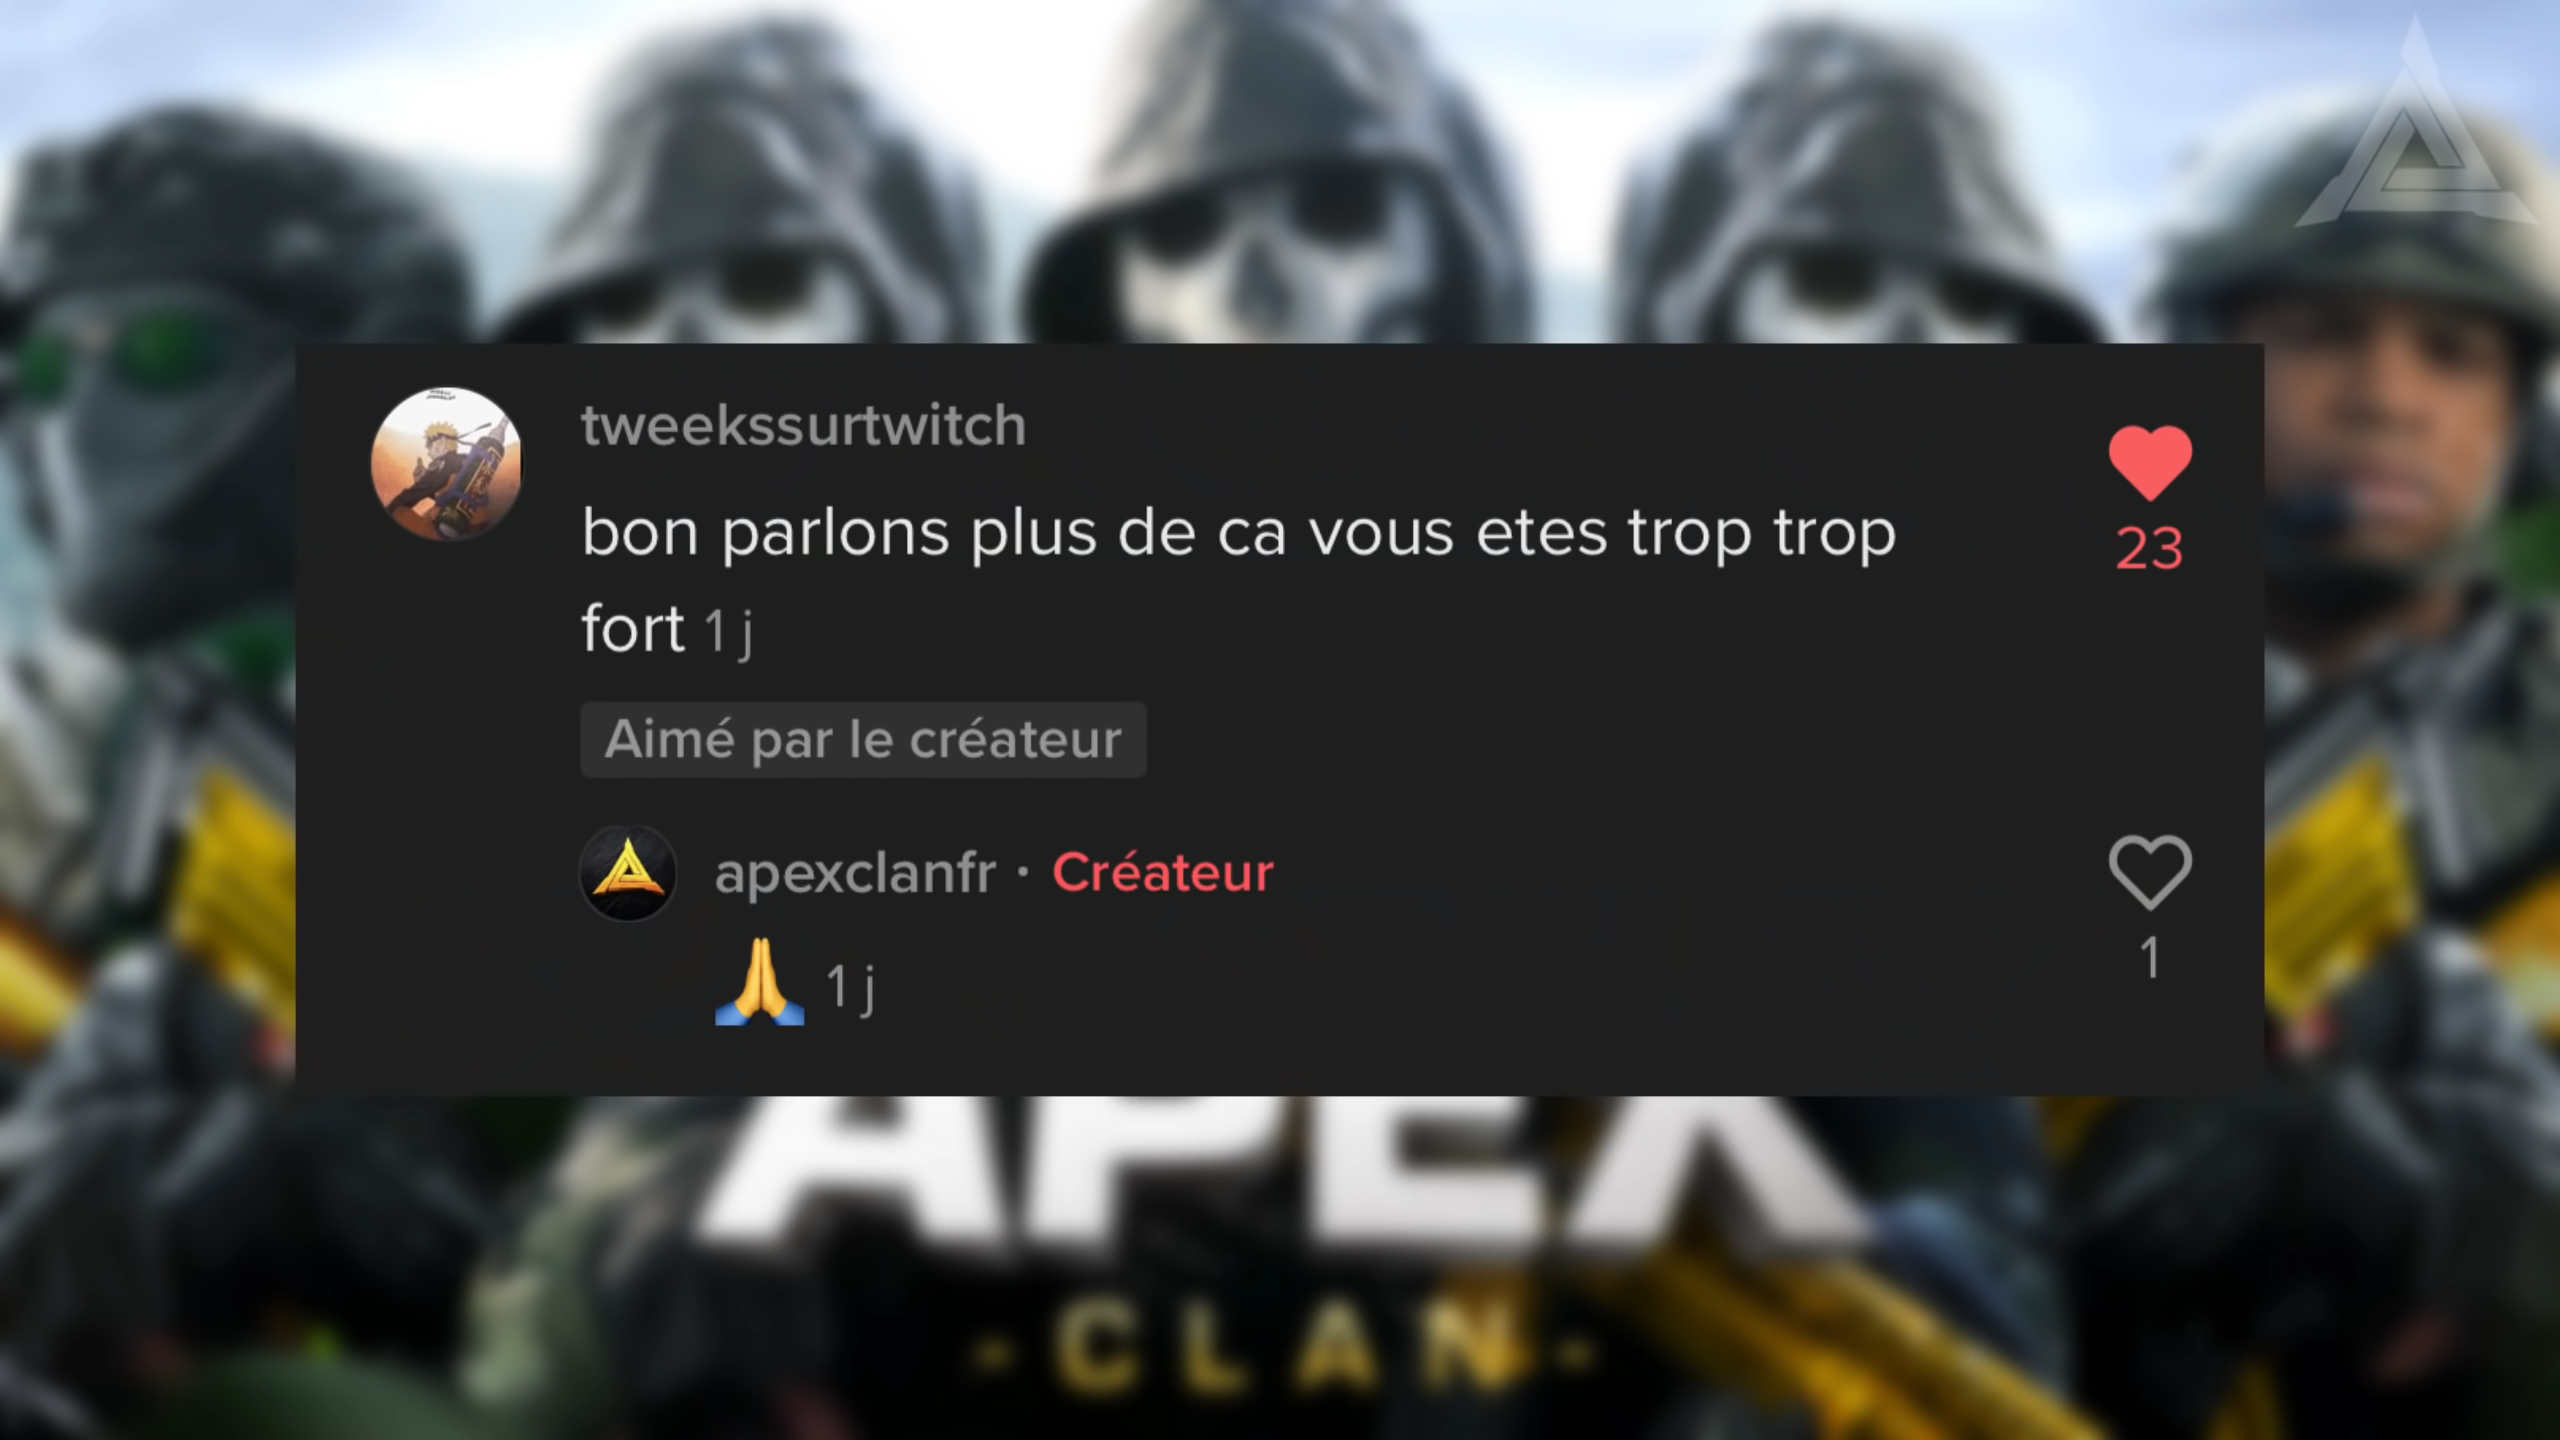 tweekssurtwitch
bon parlons plus de ca vous etes trop trop
fort 1 j
23
Aimé par le créateur
apexclanfr · Créateur
🙏 1 j
1
APEX
- CLAN -